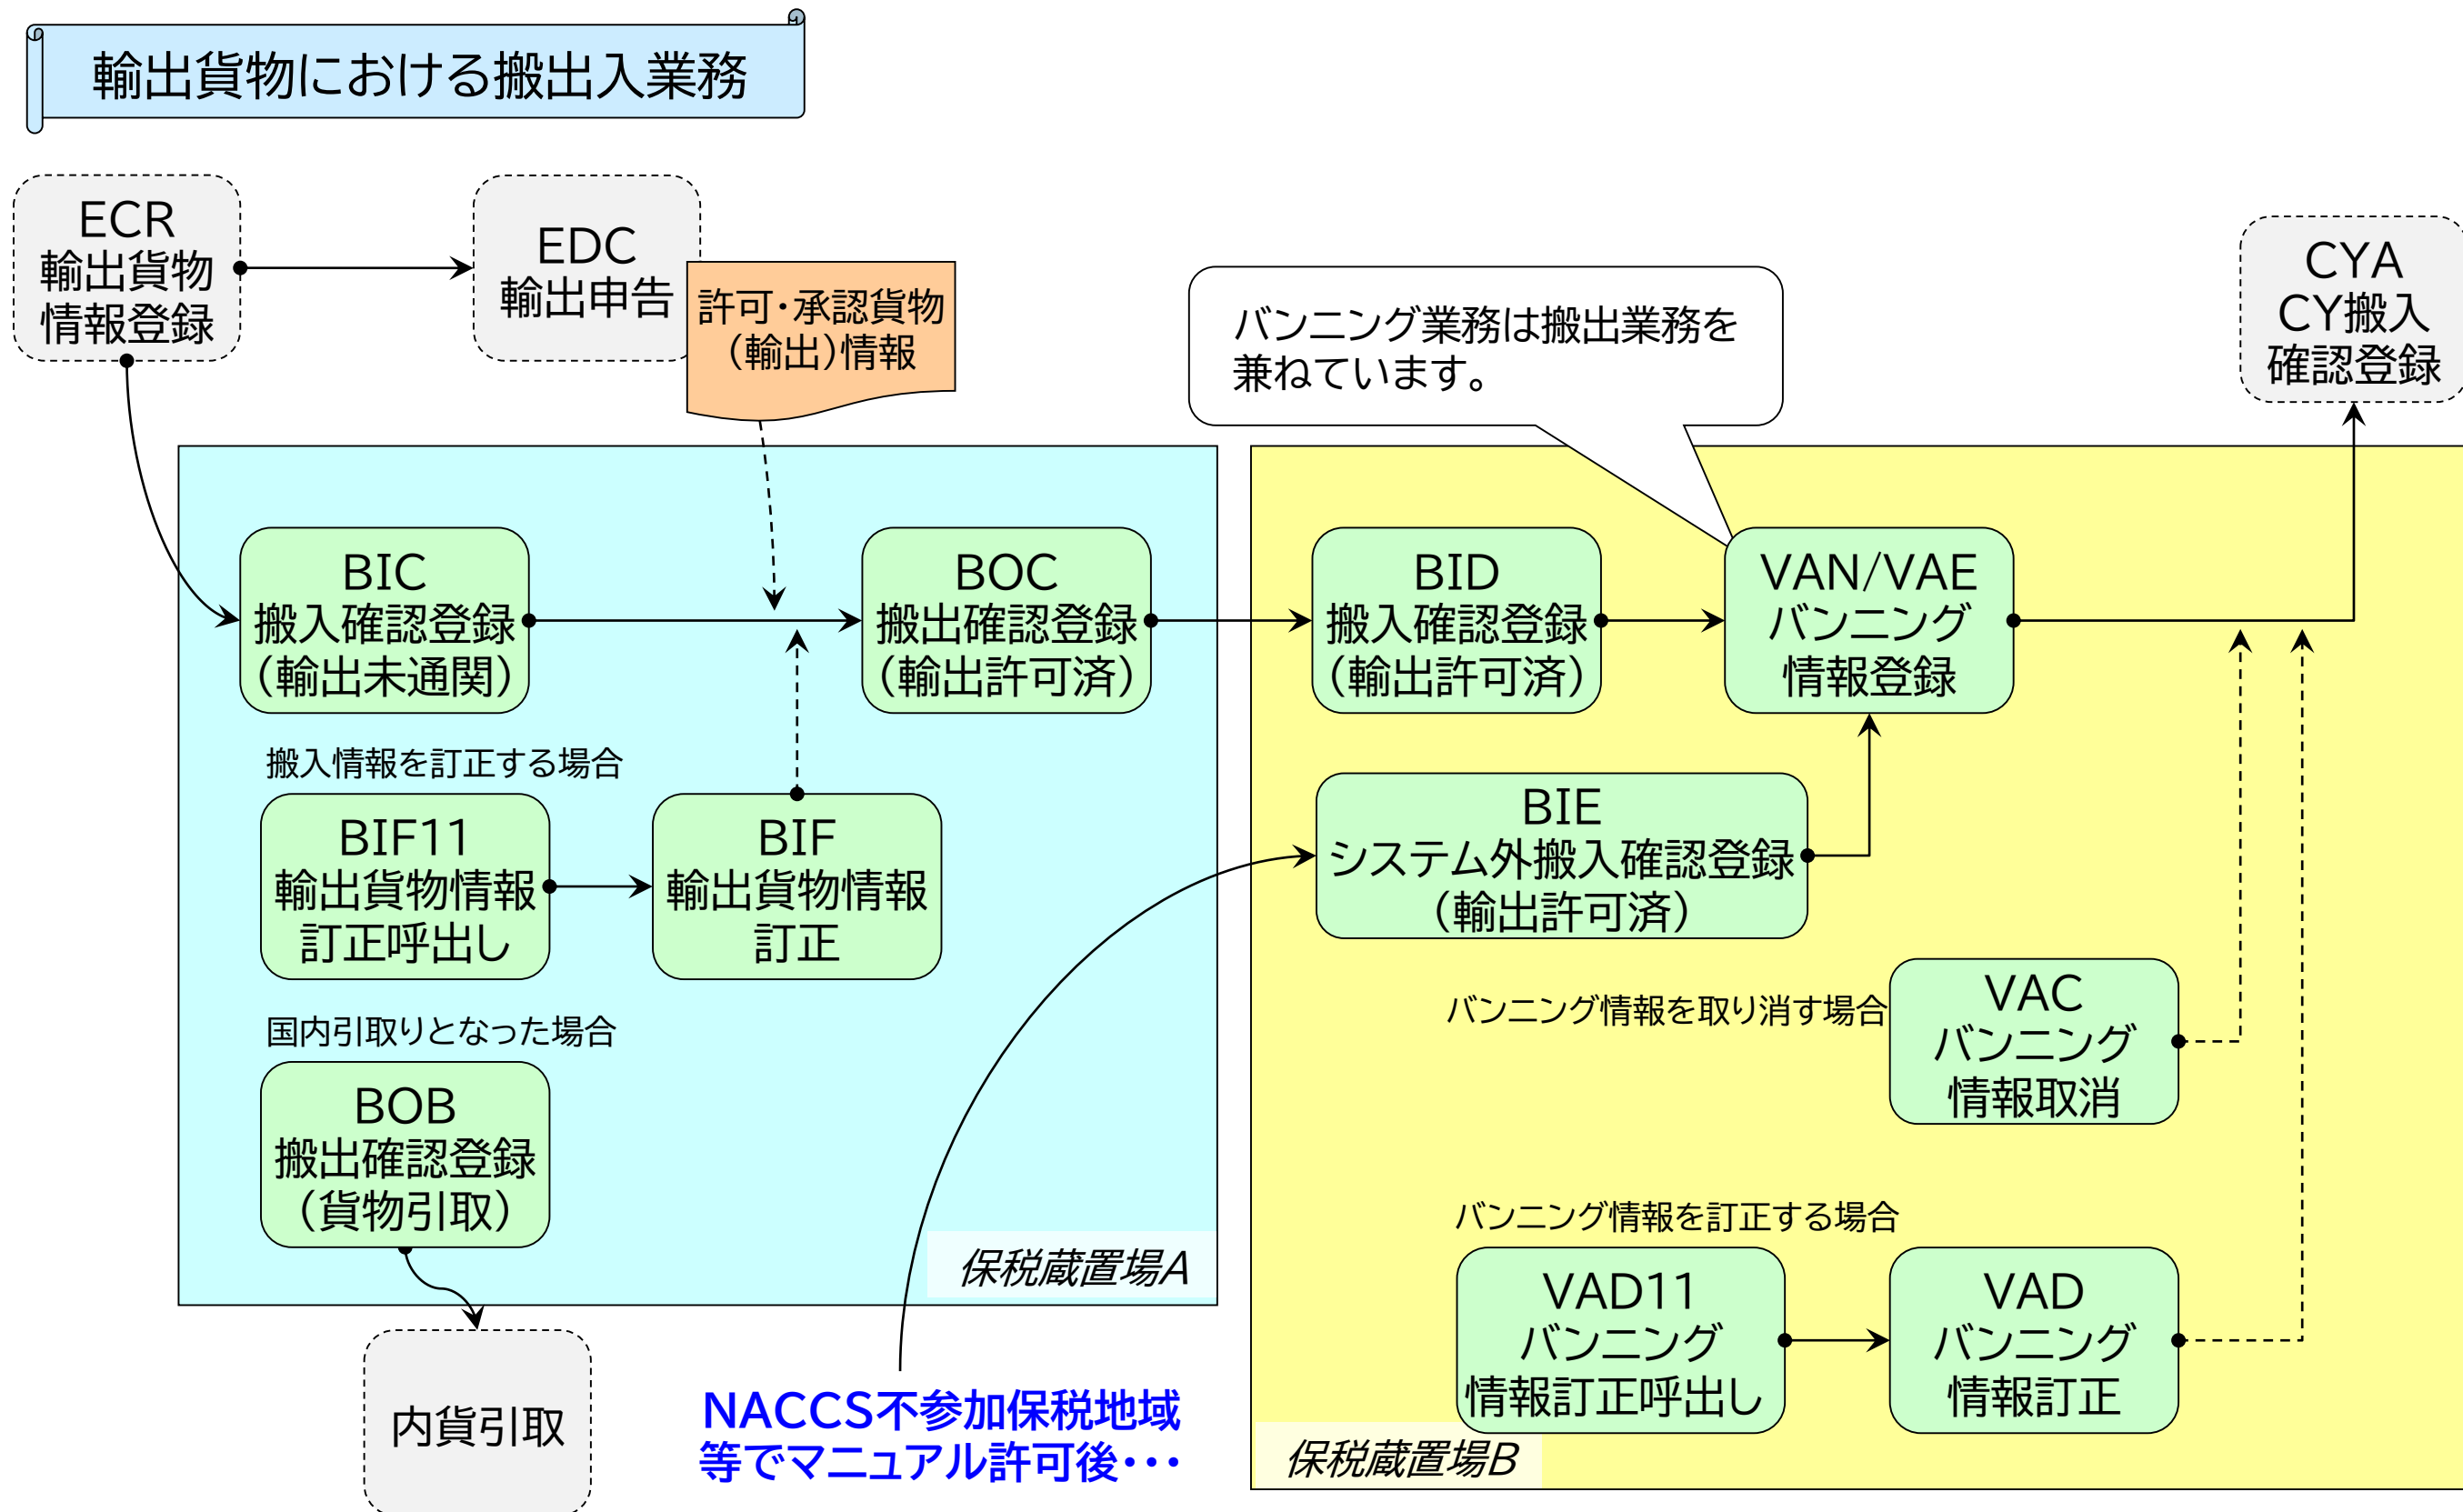 輸出貨物における搬出入業務
ECR
輸出貨物
情報登録
EDC
輸出申告
許可・承認貨物
（輸出）情報
バンニング業務は搬出業務を
兼ねています。
CYA
CY搬入
確認登録
BIC
搬入確認登録
（輸出未通関）
BOC
搬出確認登録
（輸出許可済）
BID
搬入確認登録
（輸出許可済）
VAN/VAE
バンニング
情報登録
搬入情報を訂正する場合
BIF11
輸出貨物情報
訂正呼出し
BIF
輸出貨物情報
訂正
BIE
システム外搬入確認登録
（輸出許可済）
国内引取りとなった場合
BOB
搬出確認登録
（貨物引取）
保税蔵置場A
バンニング情報を取り消す場合
VAC
バンニング
情報取消
バンニング情報を訂正する場合
VAD11
バンニング
情報訂正呼出し
VAD
バンニング
情報訂正
保税蔵置場B
内貨引取
NACCS不参加保税地域
等でマニュアル許可後・・・